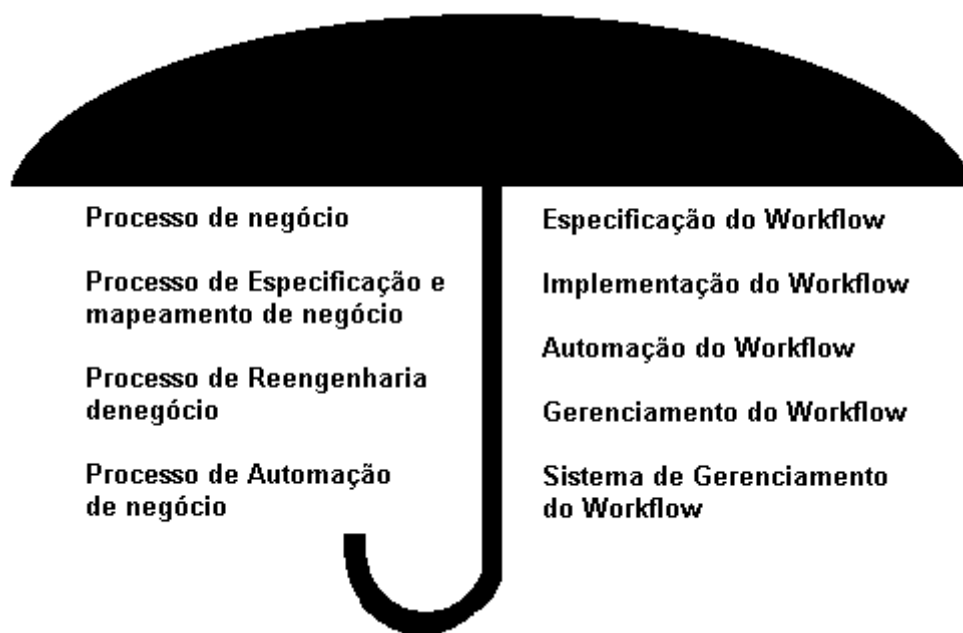 Processo de negócio
Processo de Especificação e
mapeamento de negócio
Processo de Reengenharia
denegócio
Processo de Automação
de negócio
Especificação do Workflow
Implementação do Workflow
Automação do Workflow
Gerenciamento do Workflow
Sistema de Gerenciamento
do Workflow